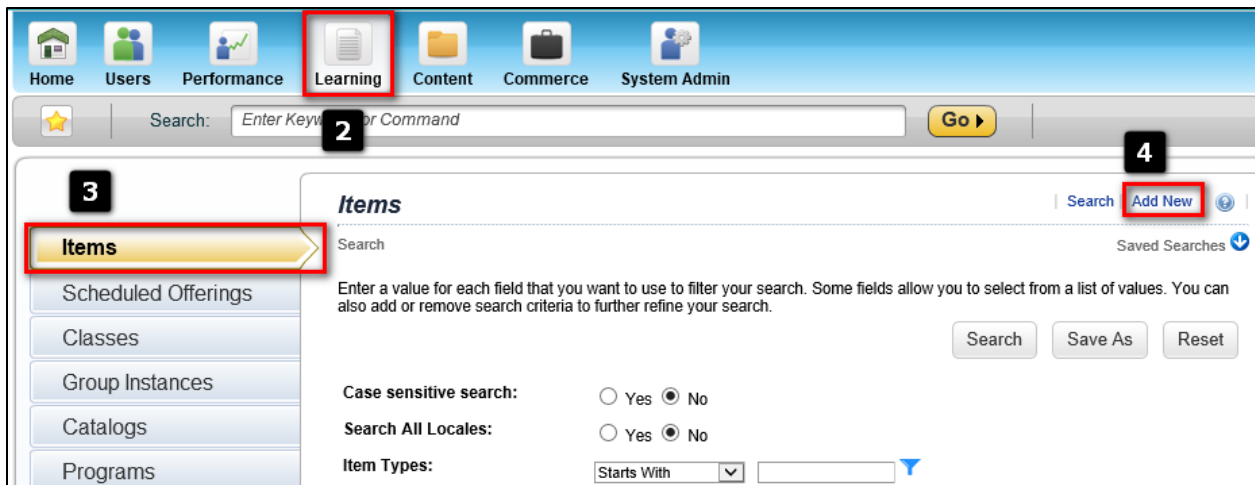 Home Users Performance Learning Content Commerce System Admin
Search: Enter Keyw or Command Go
2
4
3
Items
Search Add New
Items
Search
Saved Searches
Scheduled Offerings
Enter a value for each field that you want to use to filter your search. Some fields allow you to select from a list of values. You can
also add or remove search criteria to further refine your search.
Classes
Search Save As Reset
Group Instances
Case sensitive search: Yes No
Catalogs
Search All Locales: Yes No
Programs
Item Types: Starts With